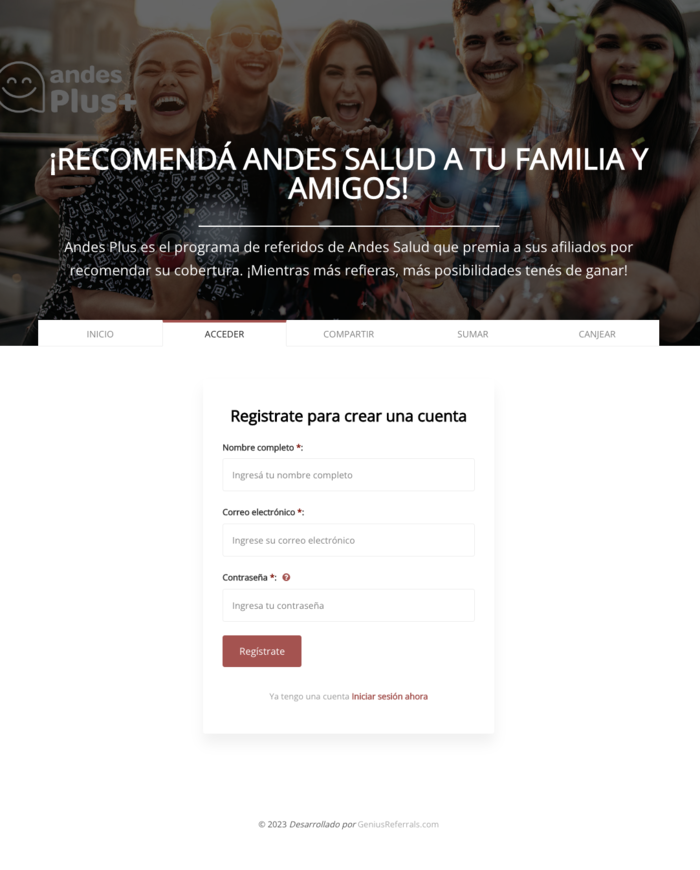 andes
Plus+
¡RECOMENDÁ ANDES SALUD A TU FAMILIA Y
AMIGOS!
Andes Plus es el programa de referidos de Andes Salud que premia a sus afiliados por
recomendar su cobertura. ¡Mientras más refieras, más posibilidades tenés de ganar!
INICIO
ACCEDER
COMPARTIR
SUMAR
CANJEAR
Registrate para crear una cuenta
Nombre completo *:
Ingresá tu nombre completo
Correo electrónico *:
Ingrese su correo electrónico
Contraseña *: ?
Ingresa tu contraseña
Regístrate
Ya tengo una cuenta Iniciar sesión ahora
© 2023 Desarrollado por GeniusReferrals.com